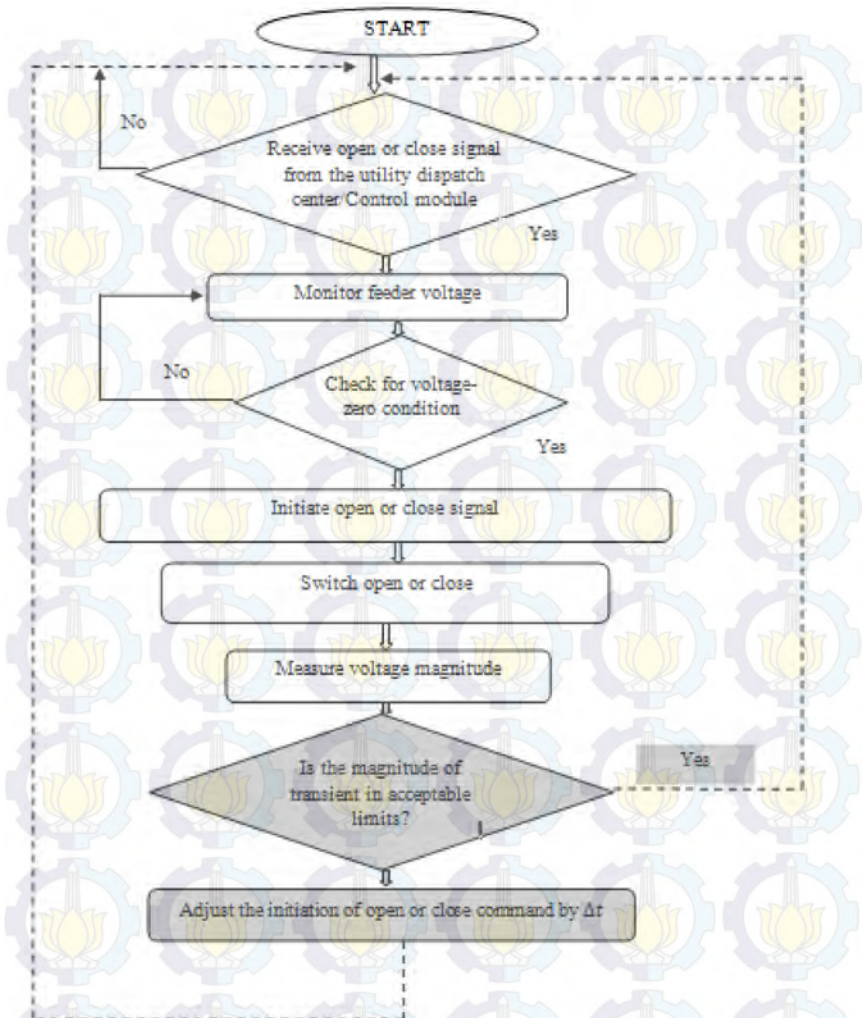 START
No
Receive open or close signal
from the utility dispatch
center/Control module
Yes
Monitor feeder voltage
No
Check for voltage-
zero condition
Yes
Initiate open or close signal
Switch open or close
Measure voltage magnitude
Is the magnitude of
transient in acceptable
limits?
Yes
Adjust the initiation of open or close command by Δt